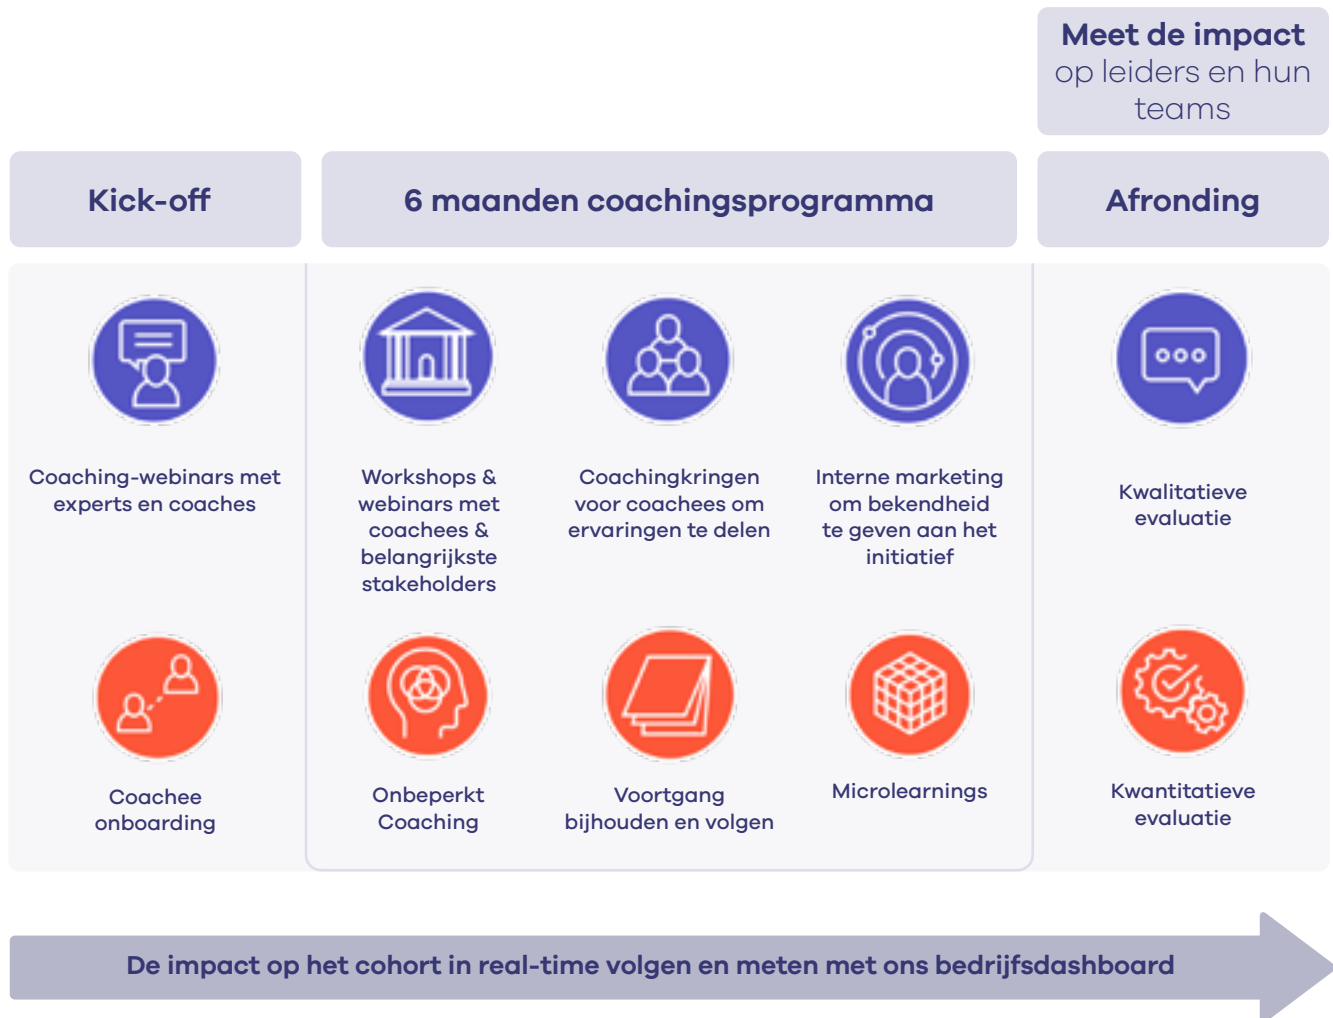 Meet de impact
op leiders en hun
teams
Kick-off
6 maanden coachingsprogramma
Afronding
Coaching-webinars met
experts en coaches
Workshops &
webinars met
coachees &
belangrijkste
stakeholders
Coachingkringen
voor coachees om
ervaringen te delen
Interne marketing
om bekendheid
te geven aan het
initiatief
Kwalitatieve
evaluatie
Coachee
onboarding
Onbeperkt
Coaching
Voortgang
bijhouden en volgen
Microlearnings
Kwantitatieve
evaluatie
De impact op het cohort in real-time volgen en meten met ons bedrijfsdashboard